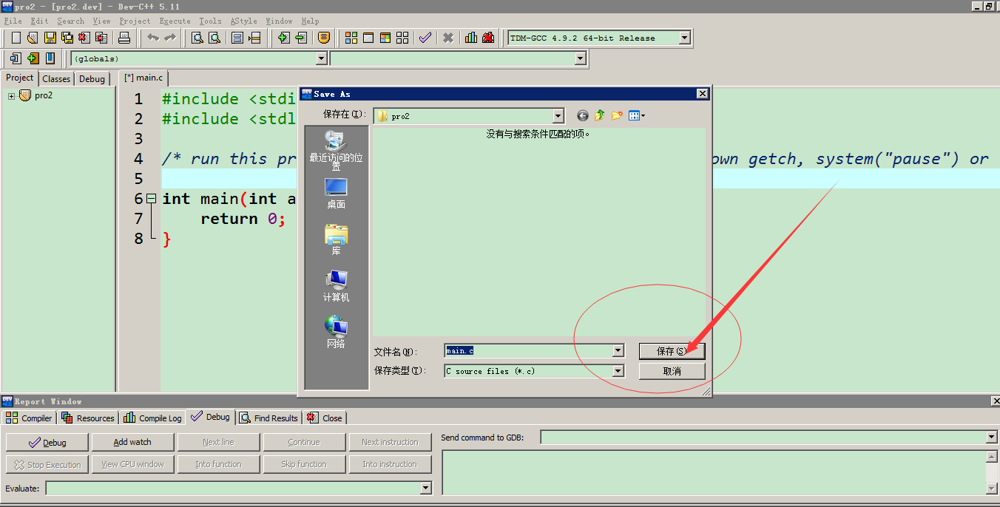 pro2 - [pro2.dev] - Dev-C++ 5.11
File Edit Search View Project Execute Tools AStyle Window Help
TDM-GCC 4.9.2 64-bit Release
(globals)
Project Classes Debug
[*] main.c
pro2
1 #include <stdi
2 #include <stdl
3
4 /* run this pr own getch, system("pause") or
5
6 int main(int a
7 return 0;
8 }
Save As
保存在(I):
pro2
没有与搜索条件匹配的项。
最近访问的位
置
桌面
库
计算机
网络
文件名(N):
main.c
保存(S)
保存类型(T):
C source files (*.c)
取消
Report Window
Compiler Resources Compile Log Debug Find Results Close
Debug Add watch Next line Continue Next instruction
Send command to GDB:
Stop Execution View CPU window Into function Skip function Into instruction
Evaluate: